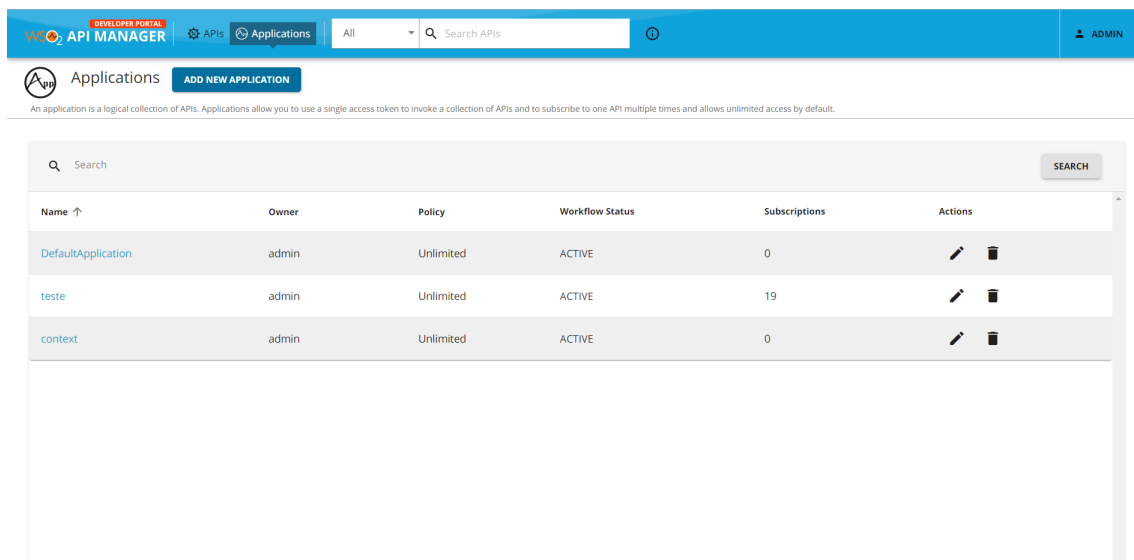 DEVELOPER PORTAL
WSO2 API MANAGER APIs Applications All Search APIs ADMIN
App Applications ADD NEW APPLICATION
An application is a logical collection of APIs. Applications allow you to use a single access token to invoke a collection of APIs and to subscribe to one API multiple times and allows unlimited access by default.
Search SEARCH
Name Owner Policy Workflow Status Subscriptions Actions
DefaultApplication admin Unlimited ACTIVE 0
teste admin Unlimited ACTIVE 19
context admin Unlimited ACTIVE 0